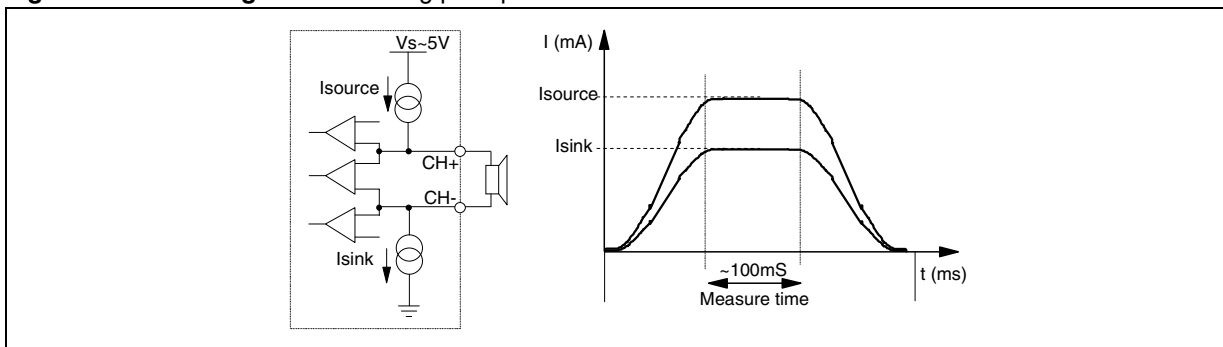 Vs~5V
Isource
CH+
CH-
Isink
I (mA)
Isource
Isink
~100mS
Measure time
t (ms)